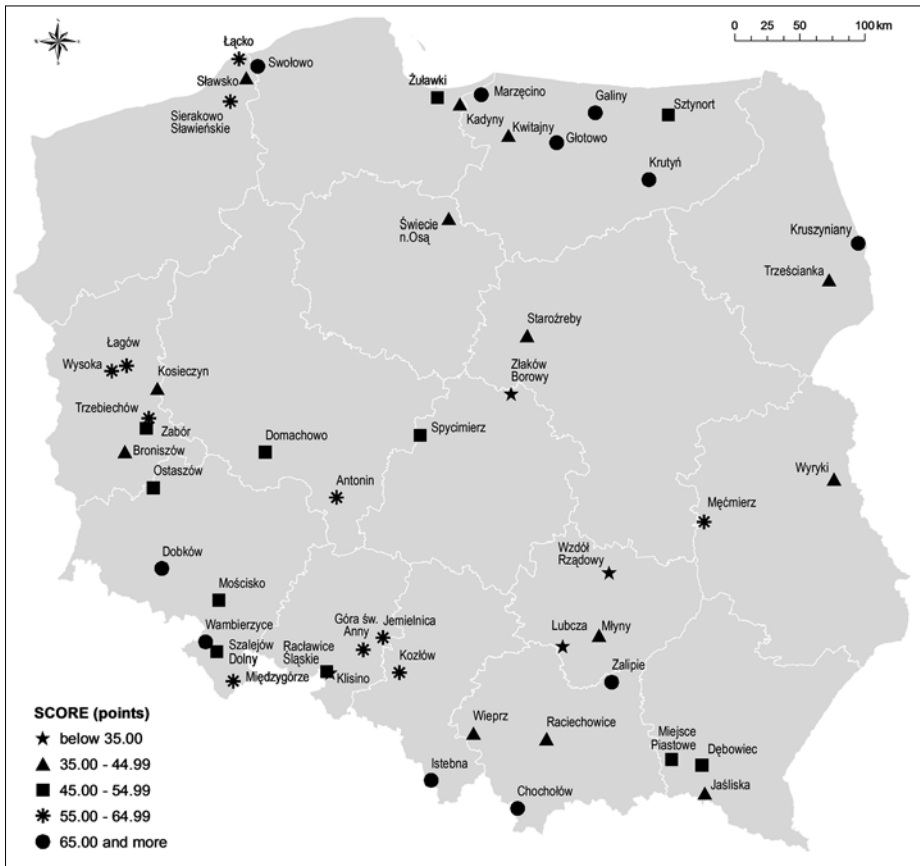 0 25 50 100 km
Łącko
Swołowo
Sławsko
Sierakowo
Sławieńskie
Żuławki
Marzęcino
Kadyny
Galiny
Sztynort
Kwitajny
Głotowo
Krutyń
Świecie
n.Osą
Kruszyniany
Trześcianka
Staroźreby
Złaków
Borowy
Łagów
Wysoka
Kosieczyn
Trzebiechów
Zabór
Broniszów
Ostaszów
Domachowo
Spycimierz
Antonin
Wyryki
Męćmierz
Dobków
Mościsko
Wambierzyce
Szalejów
Dolny
Międzygórze
Racławice
Śląskie
Klisino
Góra św.
Anny
Jemielnica
Kozłów
Wzdół
Rządowy
Lubcza
Młyny
Zalipie
Wieprz
Raciechowice
Miejsce
Piastowe
Dębowiec
Jaśliska
Istebna
Chochołów
SCORE (points)
below 35.00
35.00 - 44.99
45.00 - 54.99
55.00 - 64.99
65.00 and more